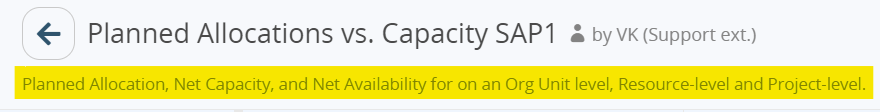 Planned Allocations vs. Capacity SAP1 by VK (Support ext.)
Planned Allocation, Net Capacity, and Net Availability for on an Org Unit level, Resource-level and Project-level.